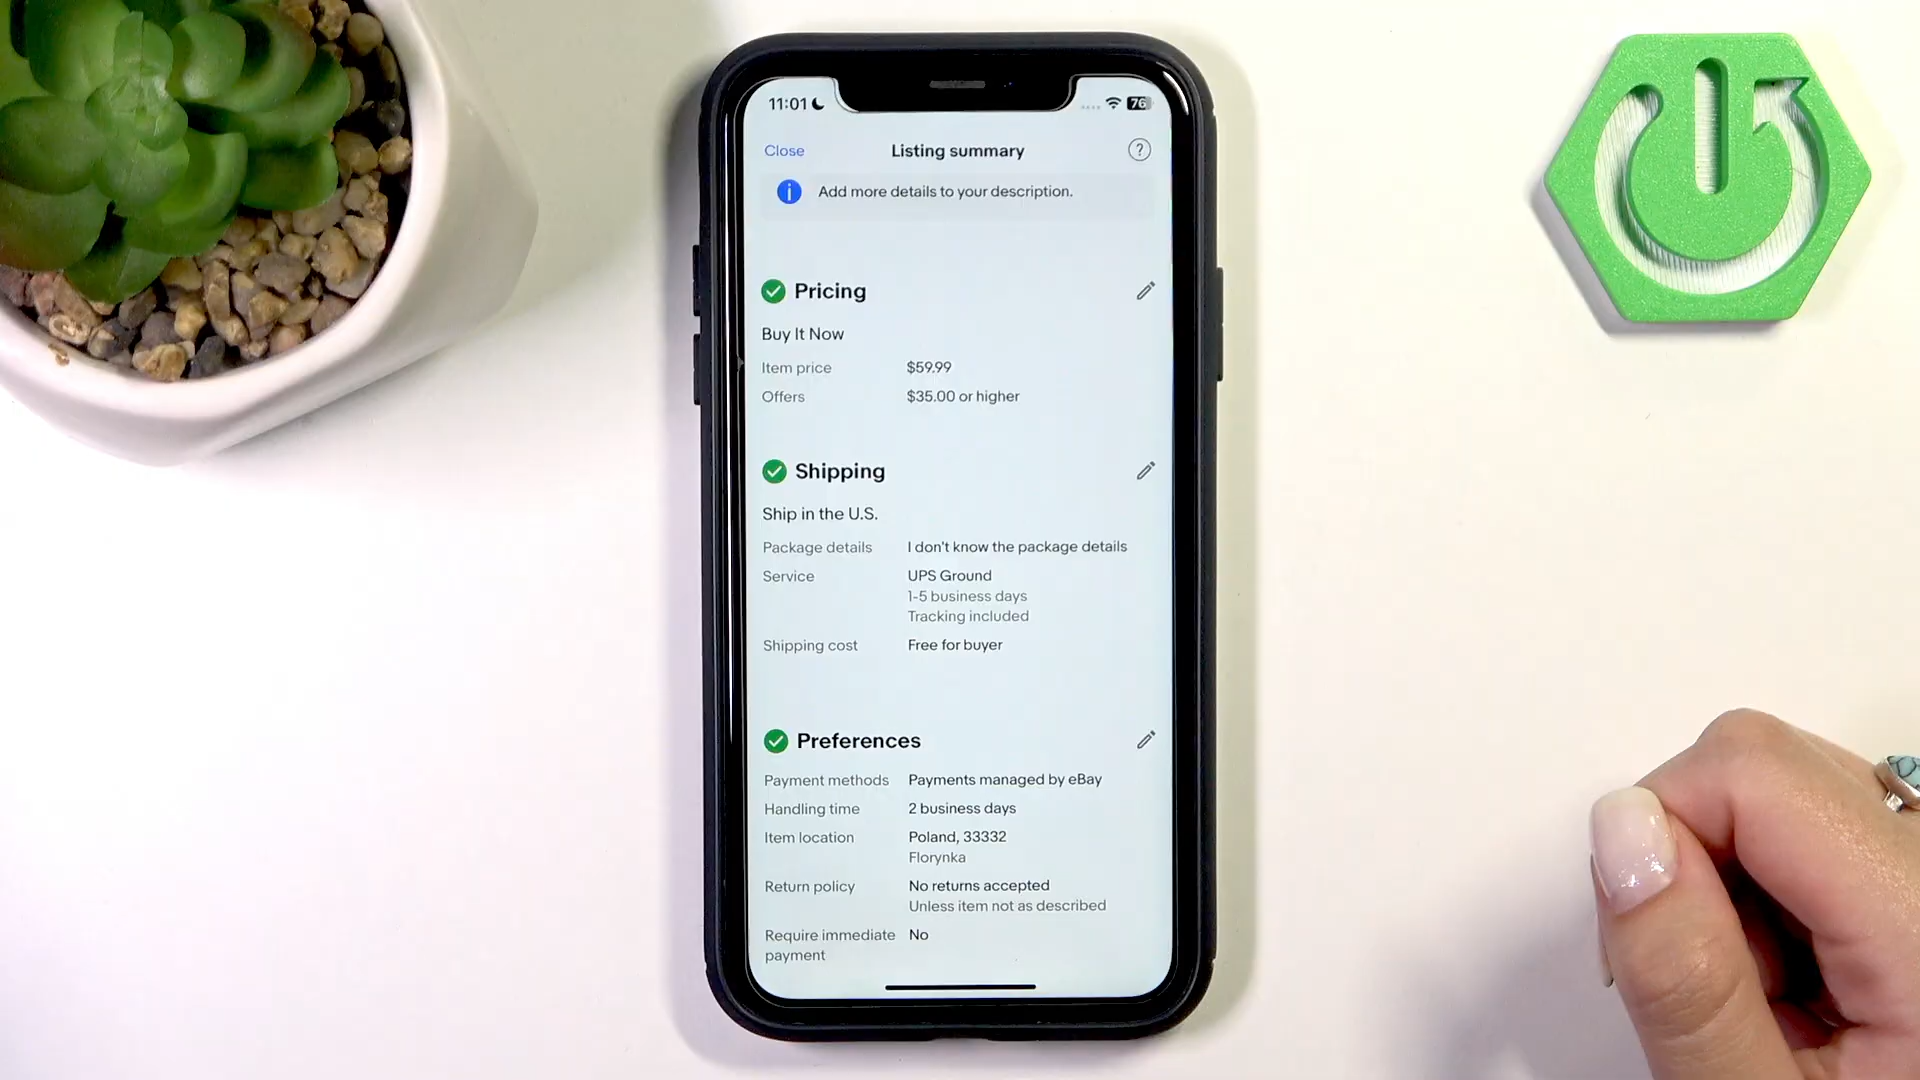 11:01
76
Close
Listing summary
?
i
Add more details to your description.
Pricing
Buy It Now
Item price $59.99
Offers $35.00 or higher
Shipping
Ship in the U.S.
Package details I don't know the package details
Service UPS Ground
1-5 business days
Tracking included
Shipping cost Free for buyer
Preferences
Payment methods Payments managed by eBay
Handling time 2 business days
Item location Poland, 33332
Florynka
Return policy No returns accepted
Unless item not as described
Require immediate No
payment